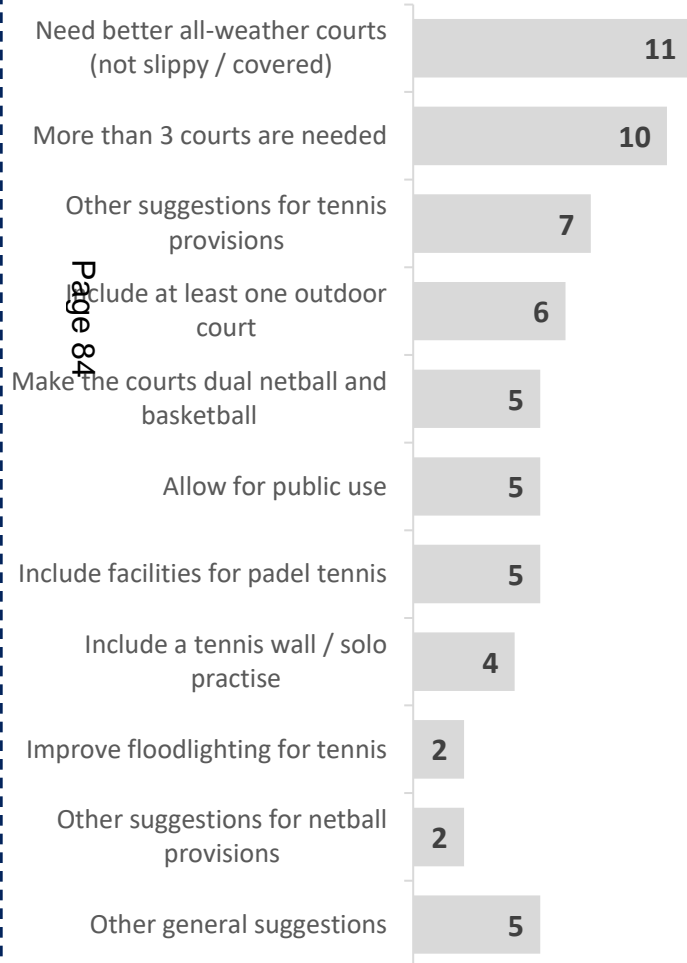 Need better all-weather courts
(not slippy / covered)
11
More than 3 courts are needed
10
Other suggestions for tennis
provisions
7
Page 84
Include at least one outdoor
court
6
Make the courts dual netball and
basketball
5
Allow for public use
5
Include facilities for padel tennis
5
Include a tennis wall / solo
practise
4
Improve floodlighting for tennis
2
Other suggestions for netball
provisions
2
Other general suggestions
5